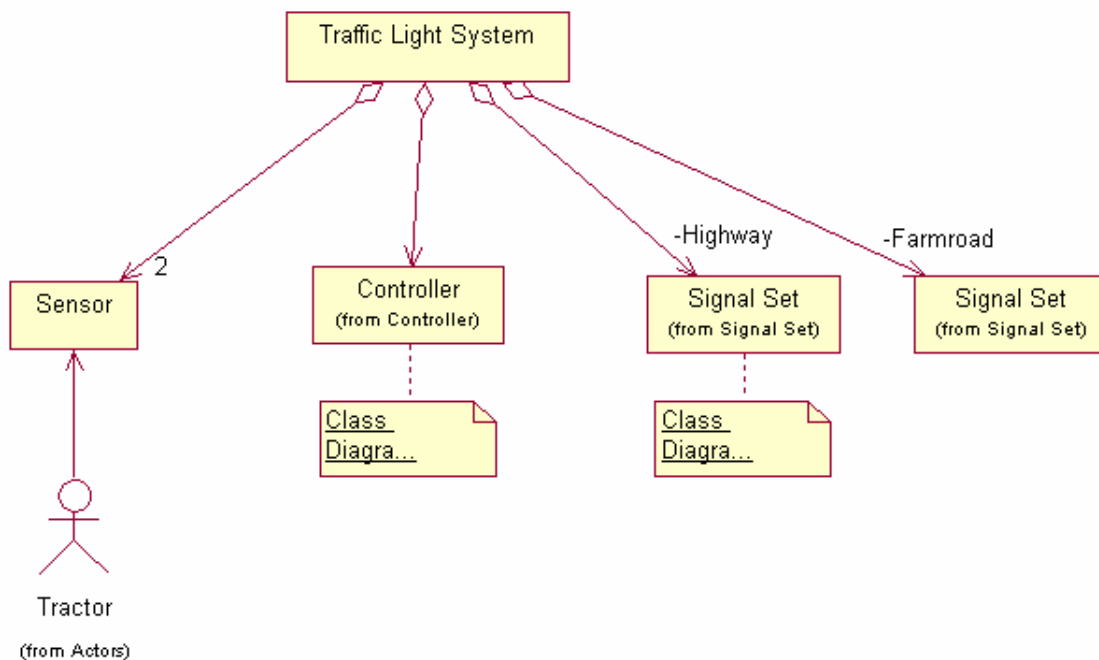 Traffic Light System
2
-Highway
-Farmroad
Sensor
Controller
(from Controller)
Signal Set
(from Signal Set)
Signal Set
(from Signal Set)
Class
Diagra...
Class
Diagra...
Tractor
(from Actors)